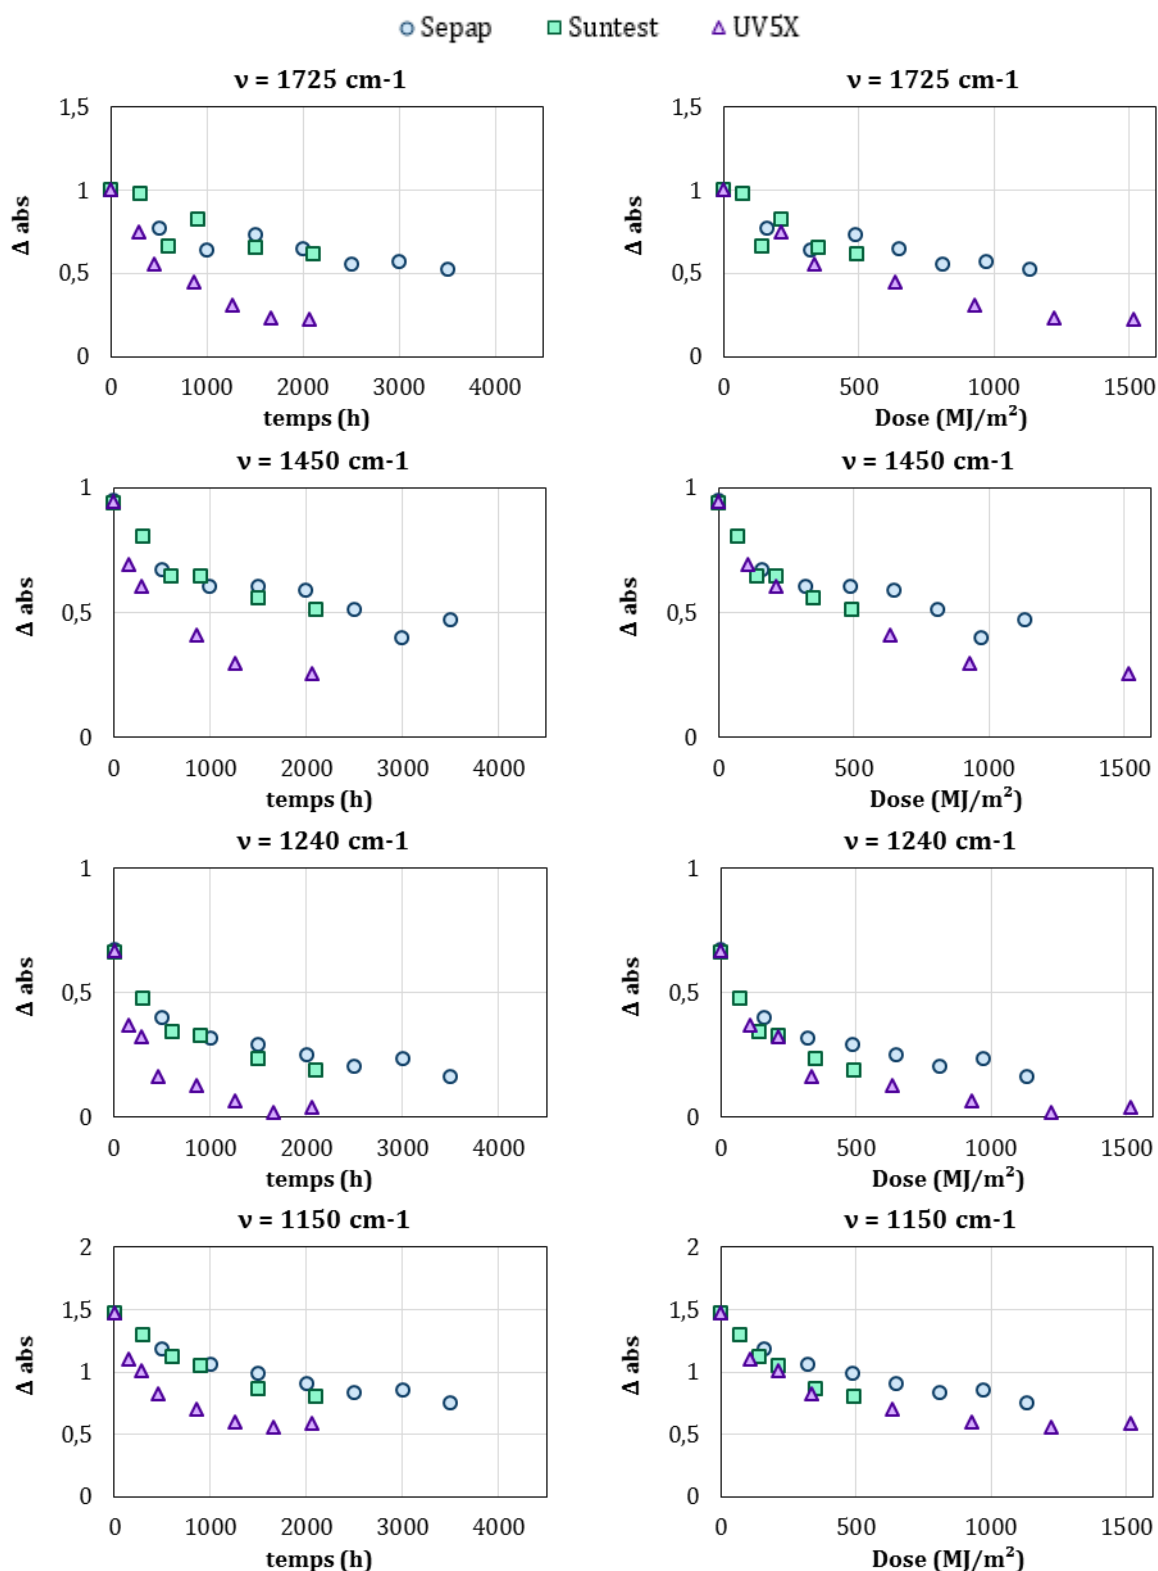 Sepap Suntest UV5X
ν = 1725 cm-1 ν = 1725 cm-1
1,5 1,5
1 1
Δ abs Δ abs
0,5 0,5
0 0
0 1000 2000 3000 4000 0 500 1000 1500
temps (h) Dose (MJ/m²)
ν = 1450 cm-1 ν = 1450 cm-1
1 1
Δ abs Δ abs
0,5 0,5
0 0
0 1000 2000 3000 4000 0 500 1000 1500
temps (h) Dose (MJ/m²)
ν = 1240 cm-1 ν = 1240 cm-1
1 1
Δ abs Δ abs
0,5 0,5
0 0
0 1000 2000 3000 4000 0 500 1000 1500
temps (h) Dose (MJ/m²)
ν = 1150 cm-1 ν = 1150 cm-1
2 2
1,5 1,5
Δ abs Δ abs
1 1
0,5 0,5
0 0
0 1000 2000 3000 4000 0 500 1000 1500
temps (h) Dose (MJ/m²)